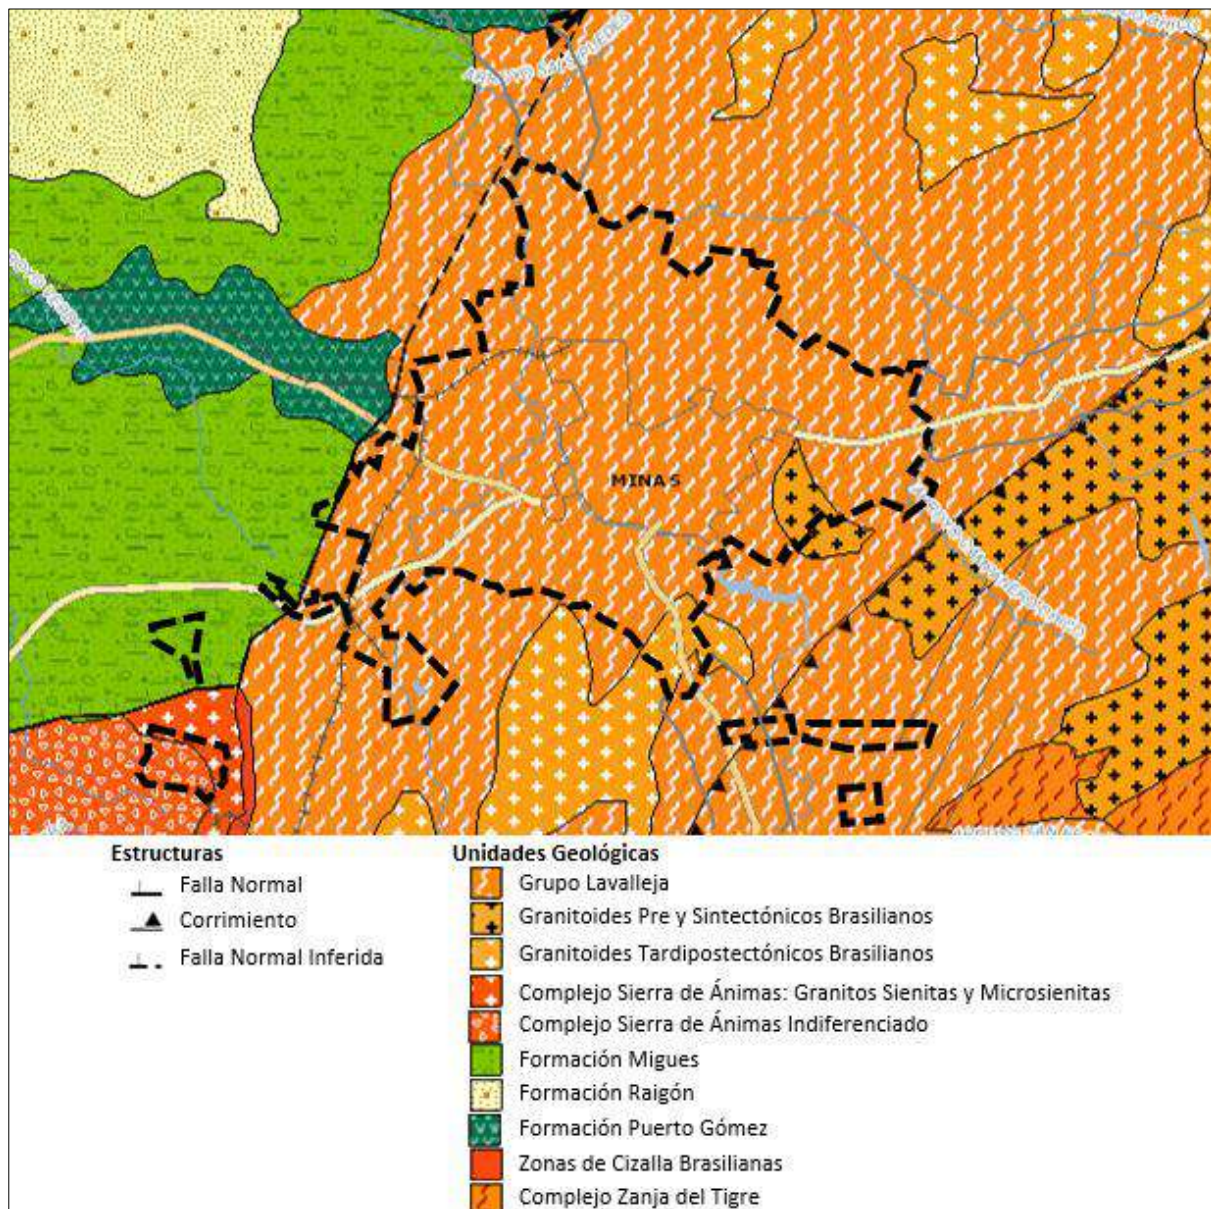 MINAS
Estructuras
Falla Normal
Corrimiento
Falla Normal Inferida
Unidades Geológicas
Grupo Lavalleja
Granitoides Pre y Sintectónicos Brasilianos
Granitoides Tardipostectónicos Brasilianos
Complejo Sierra de Ánimas: Granitos Sienitas y Microsienitas
Complejo Sierra de Ánimas Indiferenciado
Formación Migues
Formación Raigón
Formación Puerto Gómez
Zonas de Cizalla Brasilianas
Complejo Zanja del Tigre